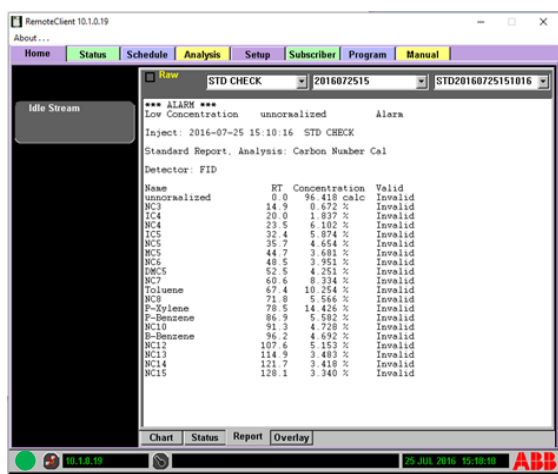 RemoteClient 10.1.0.19
About . . .
Home Status Schedule Analysis Setup Subscriber Program Manual
Raw STD CHECK 2016072515 STD20160725151016
Idle Stream
*** ALARM ***
Low Concentration unnormalized Alarm
Inject: 2016-07-25 15:10:16 STD CHECK
Standard Report, Analysis: Carbon Number Cal
Detector: FID
Name RT Concentration Valid
unnormalized 0.0 96.418 calc Invalid
NC3 14.9 0.672 % Invalid
IC4 20.0 1.837 % Invalid
NC4 23.5 6.102 % Invalid
IC5 32.4 5.874 % Invalid
NC5 35.7 4.654 % Invalid
MC5 44.7 3.681 % Invalid
NC6 48.5 3.951 % Invalid
DMC5 52.5 4.251 % Invalid
NC7 60.6 8.334 % Invalid
Toluene 67.4 10.254 % Invalid
NC8 71.8 5.566 % Invalid
P-Xylene 78.5 14.426 % Invalid
P-Benzene 86.9 5.582 % Invalid
NC10 91.3 4.728 % Invalid
B-Benzene 96.2 4.692 % Invalid
NC12 107.6 5.153 % Invalid
NC13 114.9 3.483 % Invalid
NC14 121.7 3.418 % Invalid
NC15 128.1 3.340 % Invalid
Chart Status Report Overlay
10.1.0.19 25 JUL 2016 15:18:18 ABB